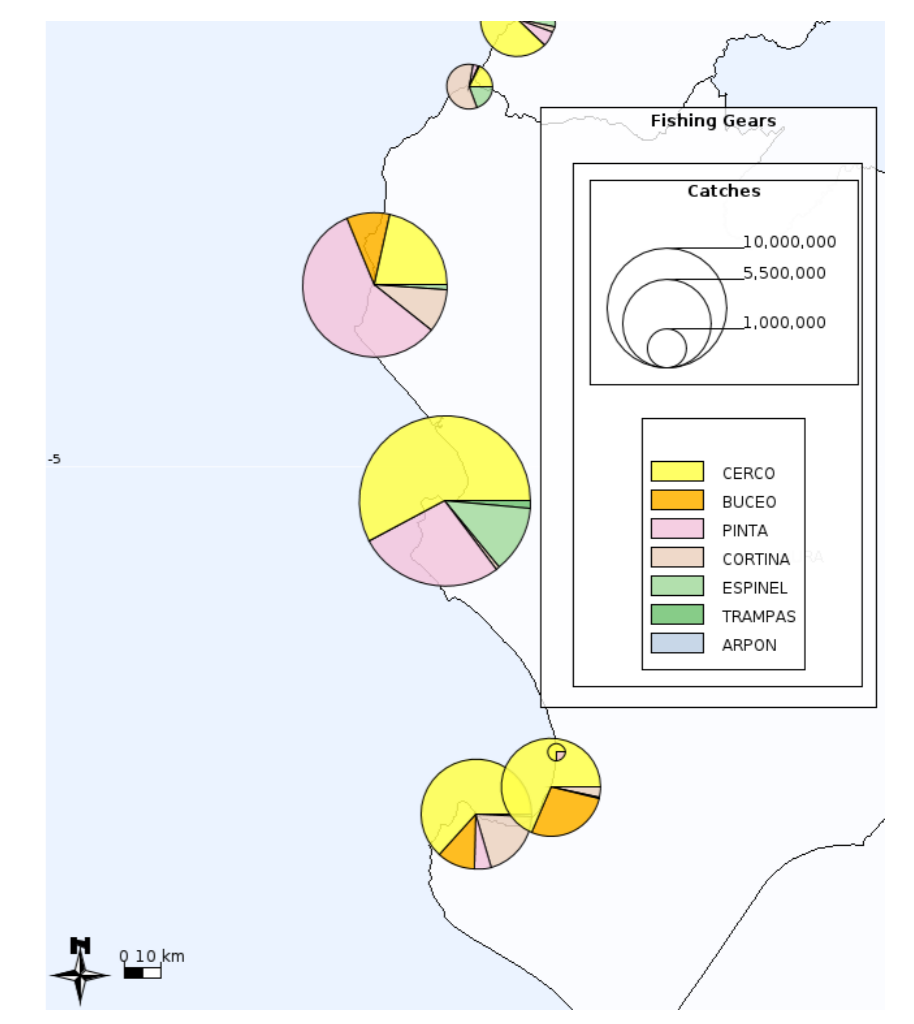 Fishing Gears
Catches
10,000,000
5,500,000
1,000,000
-5
CERCO
BUCEO
PINTA
CORTINA
ESPINEL
TRAMPAS
ARPON
N
0 10 km